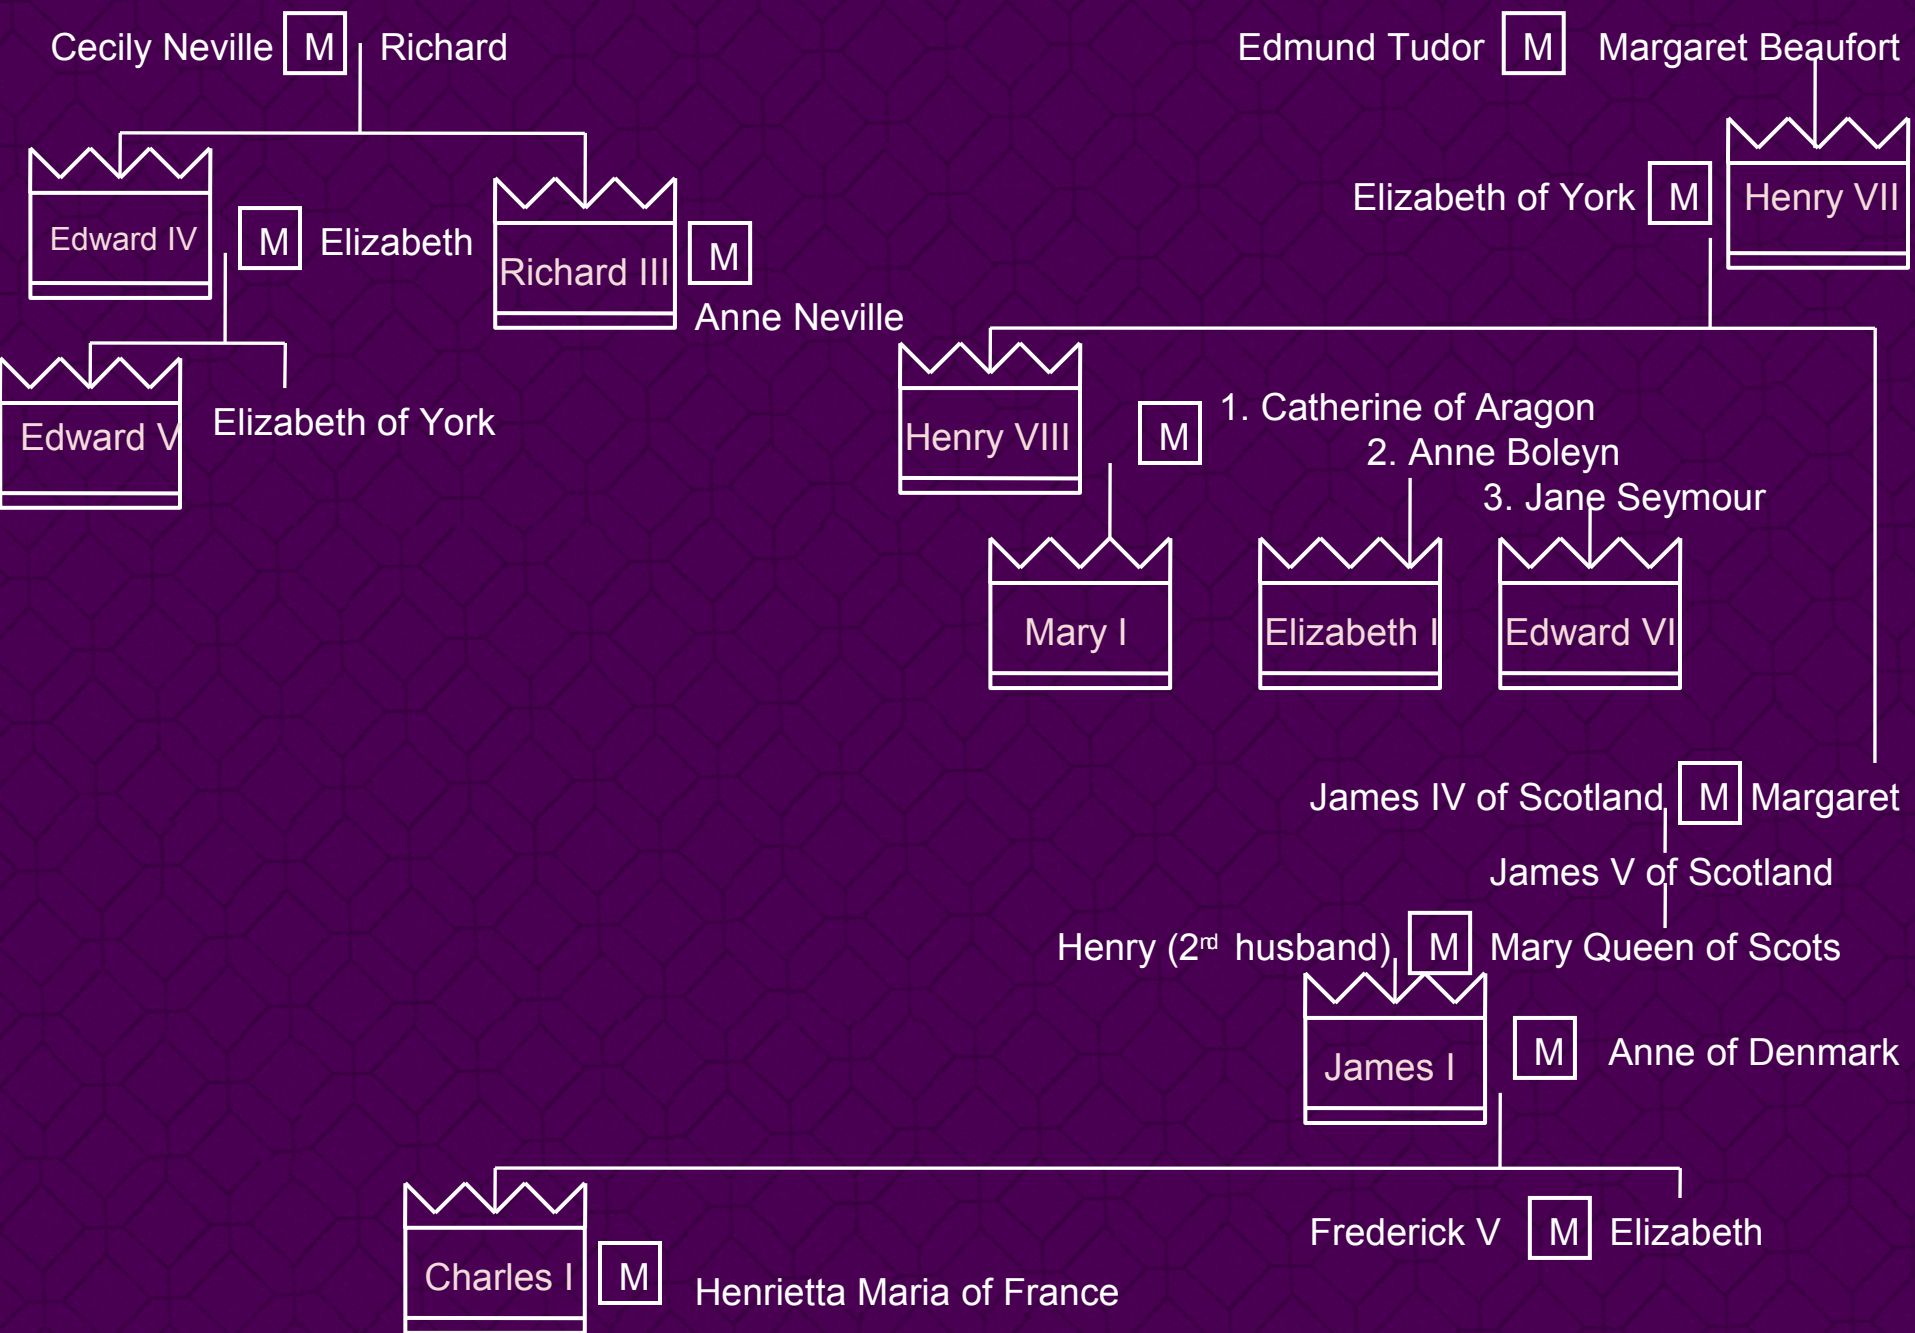 Cecily Neville M Richard
Edmund Tudor M Margaret Beaufort
Edward IV M Elizabeth
Richard III M
Anne Neville
Elizabeth of York M Henry VII
Edward V Elizabeth of York
Henry VIII M 1. Catherine of Aragon
2. Anne Boleyn
3. Jane Seymour
Mary I Elizabeth I Edward VI
James IV of Scotland M Margaret
James V of Scotland
Henry (2rd husband) M Mary Queen of Scots
James I M Anne of Denmark
Frederick V M Elizabeth
Charles I M Henrietta Maria of France